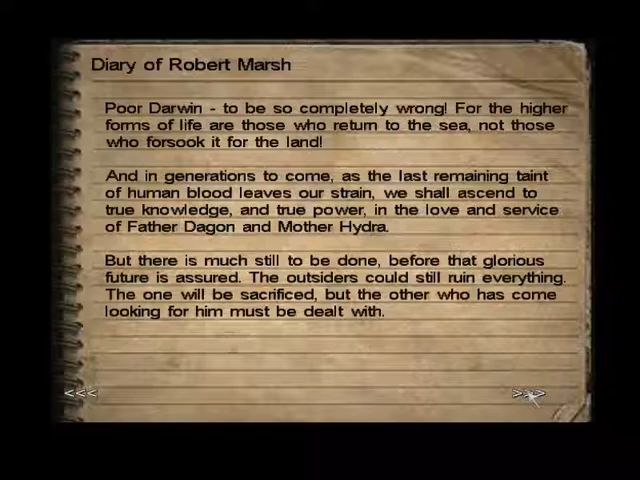 Diary of Robert Marsh
Poor Darwin - to be so completely wrong! For the higher
forms of life are those who return to the sea, not those
who forsook it for the land!
And in generations to come, as the last remaining taint
of human blood leaves our strain, we shall ascend to
true knowledge, and true power, in the love and service
of Father Dagon and Mother Hydra.
But there is much still to be done, before that glorious
future is assured. The outsiders could still ruin everything.
The one will be sacrificed, but the other who has come
looking for him must be dealt with.
<<< >>>